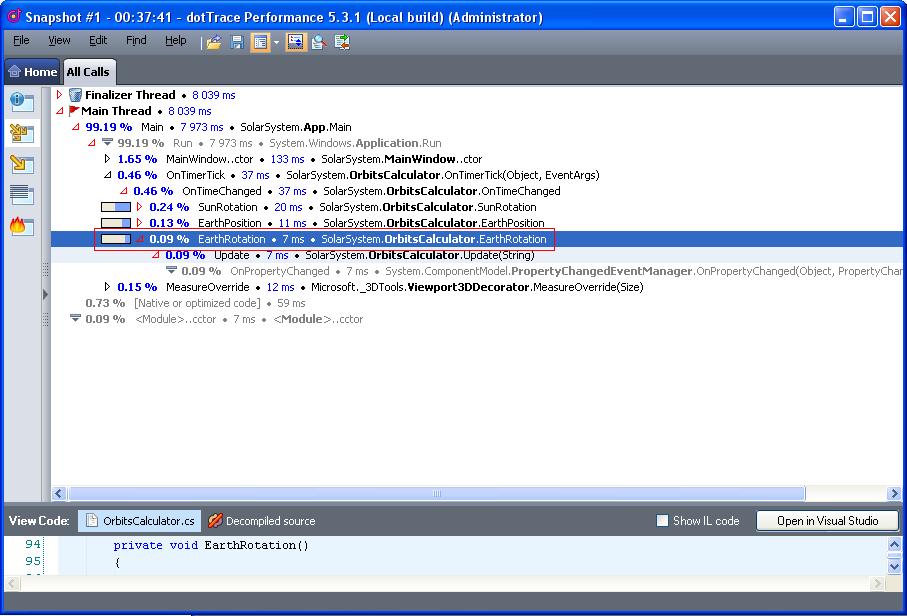 Snapshot #1 - 00:37:41 - dotTrace Performance 5.3.1 (Local build) (Administrator)
File View Edit Find Help
Home All Calls
Finalizer Thread • 8 039 ms
Main Thread • 8 039 ms
99.19 % Main • 7 973 ms • SolarSystem.App.Main
99.19 % Run • 7 973 ms • System.Windows.Application.Run
1.65 % MainWindow..ctor • 133 ms • SolarSystem.MainWindow..ctor
0.46 % OnTimerTick • 37 ms • SolarSystem.OrbitsCalculator.OnTimerTick(Object, EventArgs)
0.46 % OnTimeChanged • 37 ms • SolarSystem.OrbitsCalculator.OnTimeChanged
0.24 % SunRotation • 20 ms • SolarSystem.OrbitsCalculator.SunRotation
0.13 % EarthPosition • 11 ms • SolarSystem.OrbitsCalculator.EarthPosition
0.09 % EarthRotation • 7 ms • SolarSystem.OrbitsCalculator.EarthRotation
0.09 % Update • 7 ms • SolarSystem.OrbitsCalculator.Update(String)
0.09 % OnPropertyChanged • 7 ms • System.ComponentModel.PropertyChangedEventManager.OnPropertyChanged(Object, PropertyChan
0.15 % MeasureOverride • 12 ms • Microsoft._3DTools.Viewport3DDecorator.MeasureOverride(Size)
0.73 % [Native or optimized code] • 59 ms
0.09 % <Module>..cctor • 7 ms • <Module>..cctor
View Code: OrbitsCalculator.cs Decompiled source Show IL code Open in Visual Studio
94 private void EarthRotation()
95 {